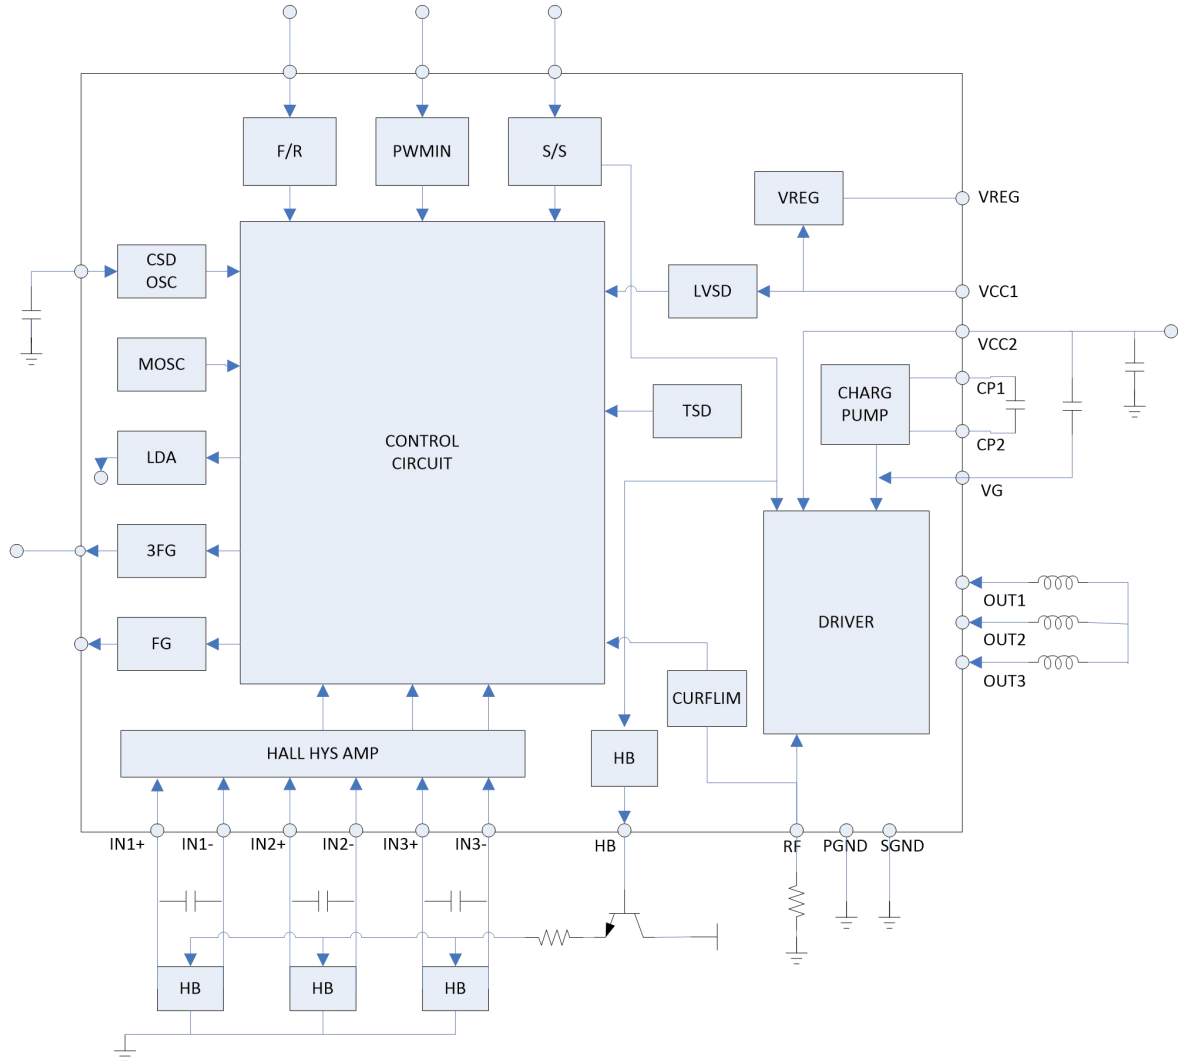 F/R
PWMIN
S/S
VREG
VREG
CSD
OSC
LVSD
VCC1
VCC2
MOSC
CHARG
PUMP
CP1
TSD
CP2
CONTROL
CIRCUIT
LDA
VG
3FG
OUT1
DRIVER
OUT2
FG
OUT3
CURFLIM
HALL HYS AMP
HB
IN1+
IN1-
IN2+
IN2-
IN3+
IN3-
HB
RF
PGND
SGND
HB
HB
HB